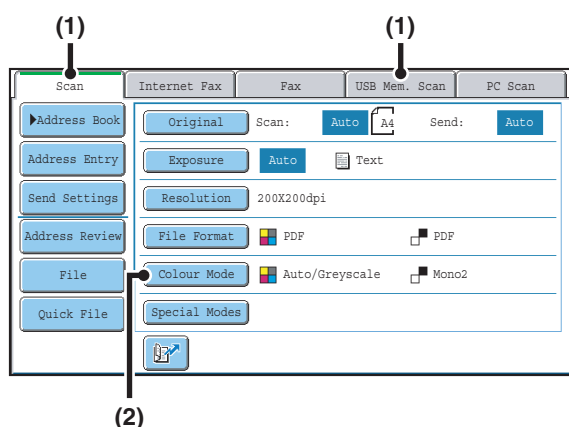 (1) (1)
Scan Internet Fax Fax USB Mem. Scan PC Scan
Address Book Original Scan: Auto A4 Send: Auto
Address Entry Exposure Auto Text
Send Settings Resolution 200X200dpi
Address Review File Format PDF PDF
File Colour Mode Auto/Greyscale Mono2
Quick File Special Modes
(2)